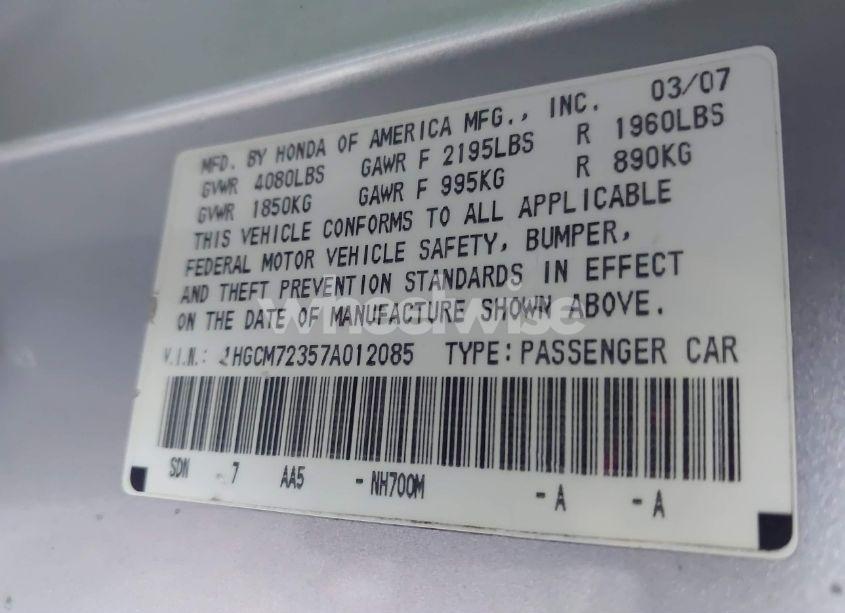 MFD. BY HONDA OF AMERICA MFG., INC. 03/07
GVWR 4080LBS GAWR F 2195LBS R 1960LBS
GVWR 1850KG GAWR F 995KG R 890KG
THIS VEHICLE CONFORMS TO ALL APPLICABLE
FEDERAL MOTOR VEHICLE SAFETY, BUMPER,
AND THEFT PREVENTION STANDARDS IN EFFECT
ON THE DATE OF MANUFACTURE SHOWN ABOVE.
wheelwise
V.I.N.: 1HGCM72357A012085 TYPE: PASSENGER CAR
SDN - 7 AA5 - NH700M - A - A